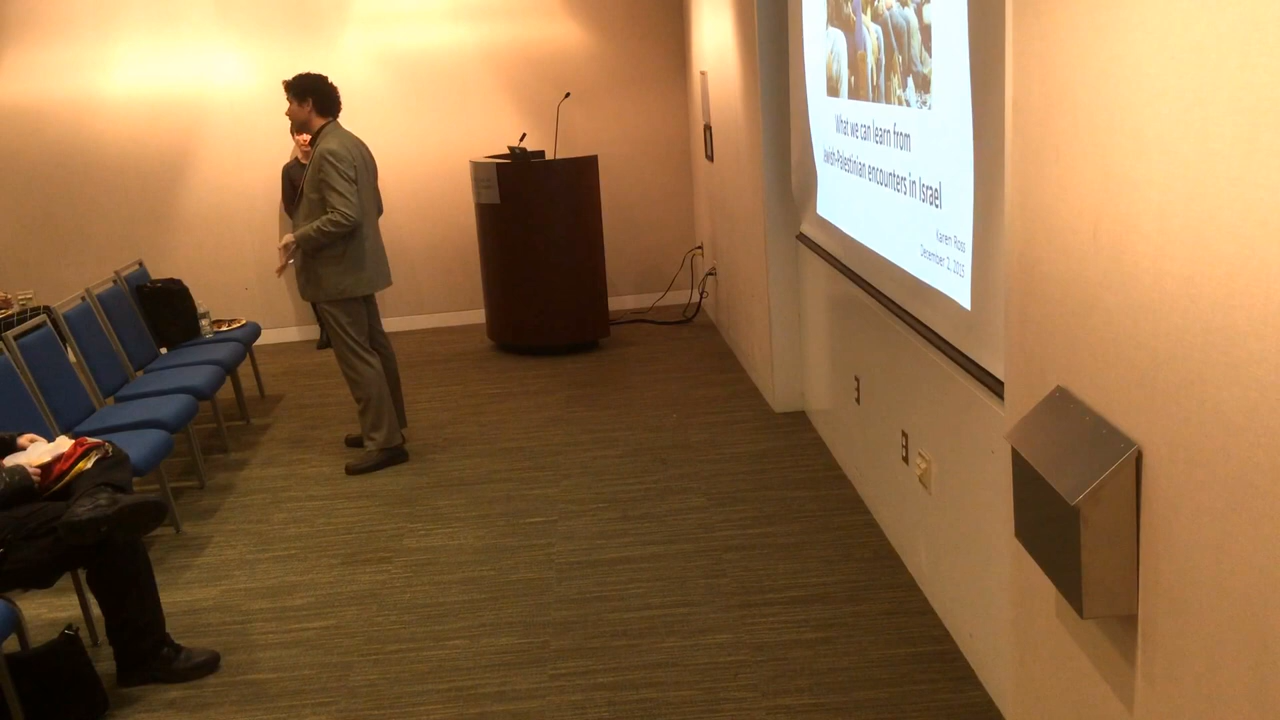 What we can learn from
Jewish-Palestinian encounters in Israel
Karen Ross
December 2, 2015